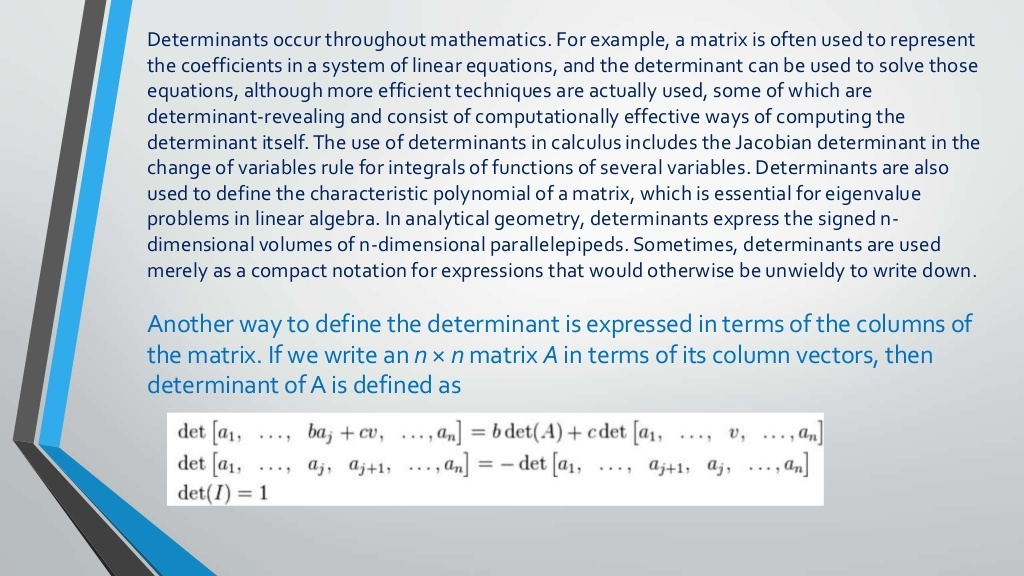 Determinants occur throughout mathematics. For example, a matrix is often used to represent
the coefficients in a system of linear equations, and the determinant can be used to solve those
equations, although more efficient techniques are actually used, some of which are
determinant-revealing and consist of computationally effective ways of computing the
determinant itself. The use of determinants in calculus includes the Jacobian determinant in the
change of variables rule for integrals of functions of several variables. Determinants are also
used to define the characteristic polynomial of a matrix, which is essential for eigenvalue
problems in linear algebra. In analytical geometry, determinants express the signed n-
dimensional volumes of n-dimensional parallelepipeds. Sometimes, determinants are used
merely as a compact notation for expressions that would otherwise be unwieldy to write down.
Another way to define the determinant is expressed in terms of the columns of
the matrix. If we write an n × n matrix A in terms of its column vectors, then
determinant of A is defined as
det [a₁, ..., baⱼ + cv, ..., aₙ] = b det(A) + c det [a₁, ..., v, ..., aₙ]
det [a₁, ..., aⱼ, aⱼ₊₁, ..., aₙ] = − det [a₁, ..., aⱼ₊₁, aⱼ, ..., aₙ]
det(I) = 1